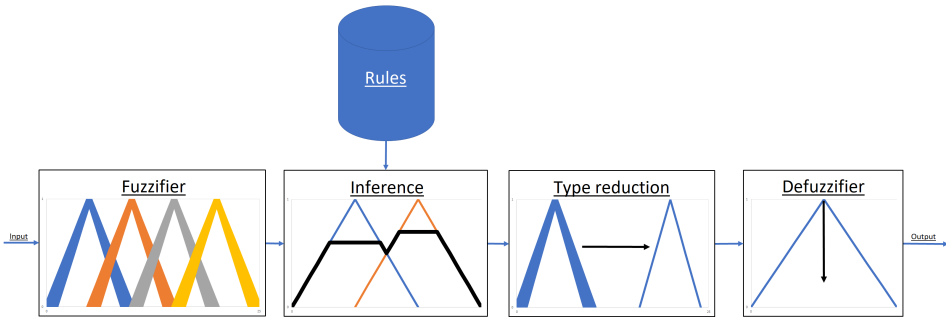 Rules
Fuzzifier
Inference
Type reduction
Defuzzifier
Input
Output